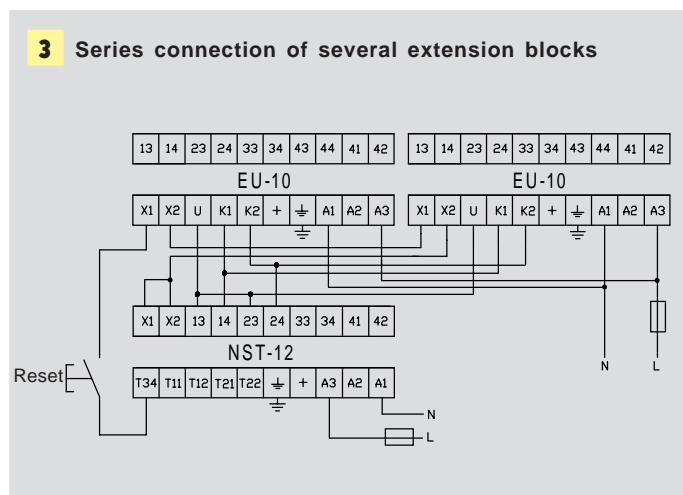 3 Series connection of several extension blocks
13 14 23 24 33 34 43 44 41 42 13 14 23 24 33 34 43 44 41 42
EU-10 EU-10
X1 X2 U K1 K2 + ⏚ A1 A2 A3 X1 X2 U K1 K2 + ⏚ A1 A2 A3
X1 X2 13 14 23 24 33 34 41 42
NST-12
N L
Reset
T34 T11 T12 T21 T22 ⏚ + A3 A2 A1
N
L